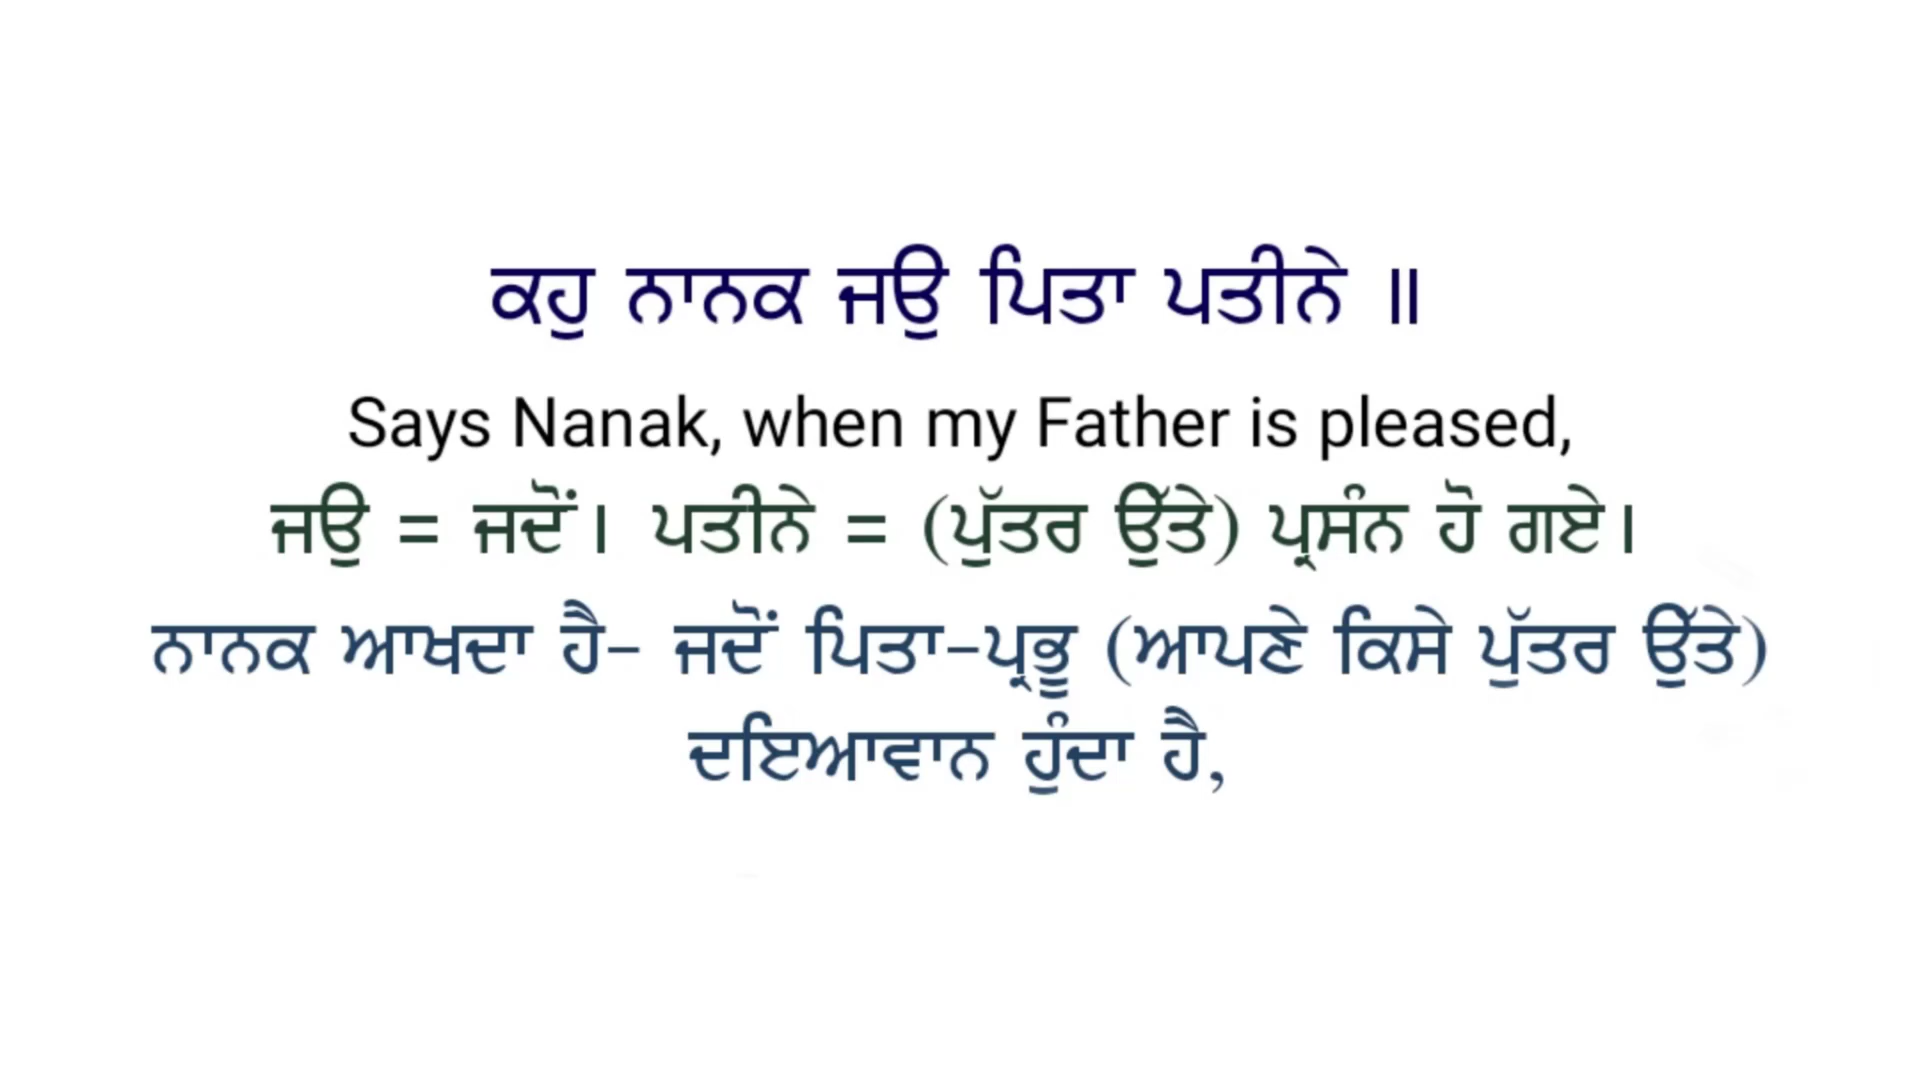 ਕਹੁ ਨਾਨਕ ਜਉ ਪਿਤਾ ਪਤੀਨੇ ॥
Says Nanak, when my Father is pleased,
ਜਉ = ਜਦੋਂ। ਪਤੀਨੇ = (ਪੁੱਤਰ ਉੱਤੇ) ਪ੍ਰਸੰਨ ਹੋ ਗਏ।
ਨਾਨਕ ਆਖਦਾ ਹੈ- ਜਦੋਂ ਪਿਤਾ-ਪ੍ਰਭੂ (ਆਪਣੇ ਕਿਸੇ ਪੁੱਤਰ ਉੱਤੇ)
ਦਇਆਵਾਨ ਹੁੰਦਾ ਹੈ,